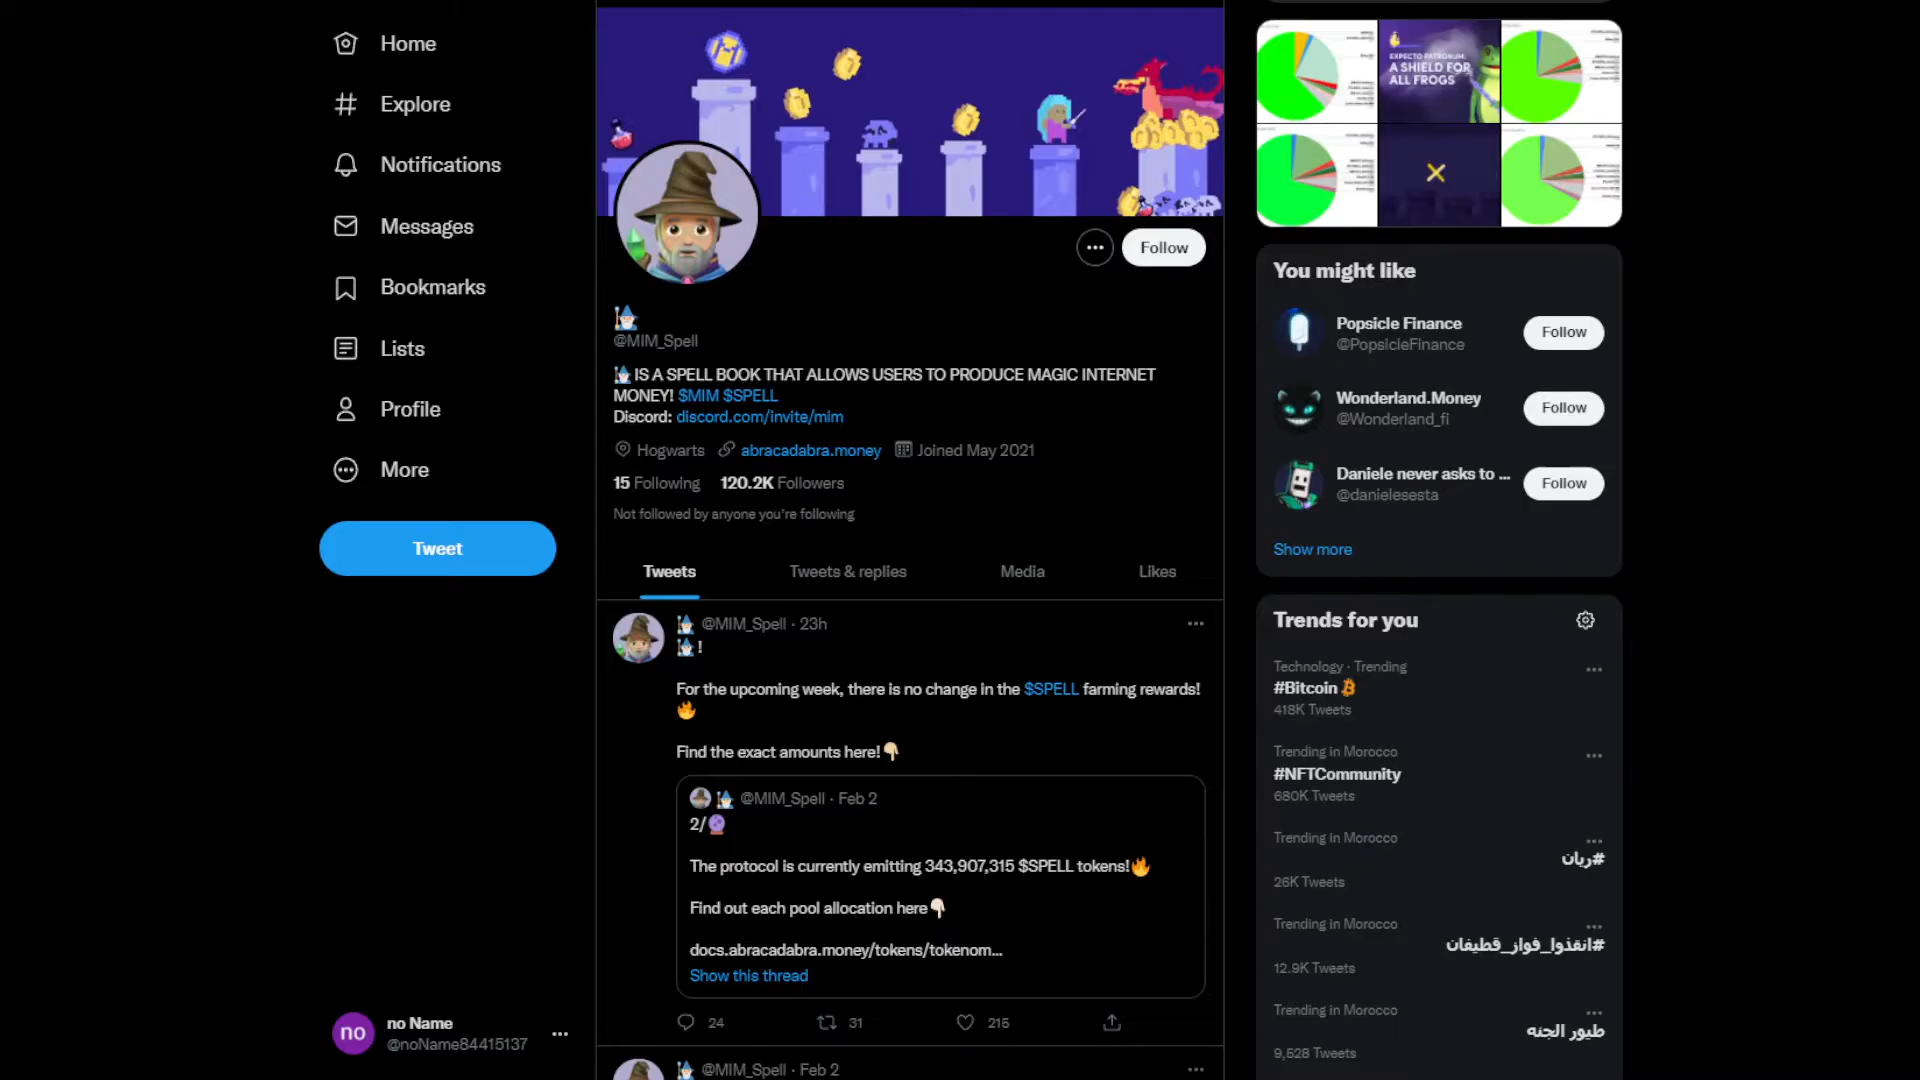 Home
Explore
Notifications
Messages
Bookmarks
Lists
Profile
More
Tweet
no
no Name
@noName84415137
Follow
@MIM_Spell
IS A SPELL BOOK THAT ALLOWS USERS TO PRODUCE MAGIC INTERNET
MONEY! $MIM $SPELL
Discord: discord.com/invite/mim
Hogwarts abracadabra.money Joined May 2021
15 Following 120.2K Followers
Not followed by anyone you're following
Tweets Tweets & replies Media Likes
@MIM_Spell · 23h
!
For the upcoming week, there is no change in the $SPELL farming rewards!
🔥
Find the exact amounts here!👇🏻
@MIM_Spell · Feb 2
2/🔮
The protocol is currently emitting 343,907,315 $SPELL tokens!🔥
Find out each pool allocation here👇🏻
docs.abracadabra.money/tokens/tokenom...
Show this thread
24 31 215
@MIM_Spell · Feb 2
EXPECTO PATRONUM:
A SHIELD FOR
ALL FROGS
You might like
Popsicle Finance
@PopsicleFinance
Follow
Wonderland.Money
@Wonderland_fi
Follow
Daniele never asks to ...
@danielesesta
Follow
Show more
Trends for you
Technology · Trending
#Bitcoin
418K Tweets
Trending in Morocco
#NFTCommunity
680K Tweets
Trending in Morocco
#ريان
26K Tweets
Trending in Morocco
#انقذوا_فواز_قطيفان
12.9K Tweets
Trending in Morocco
طيور الجنه
9,528 Tweets